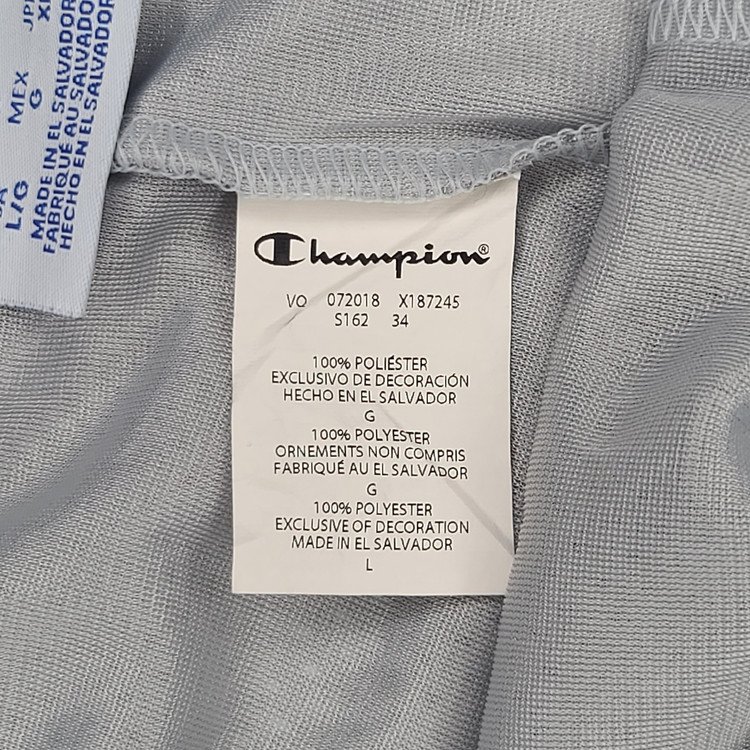 JP
XL
MEX
G
L/G
MADE IN EL SALVADOR
FABRIQUÉ AU SALVADOR
HECHO EN EL SALVADOR
Champion®
VO 072018 X187245
S162 34
100% POLIÉSTER
EXCLUSIVO DE DECORACIÓN
HECHO EN EL SALVADOR
G
100% POLYESTER
ORNEMENTS NON COMPRIS
FABRIQUÉ AU EL SALVADOR
G
100% POLYESTER
EXCLUSIVE OF DECORATION
MADE IN EL SALVADOR
L